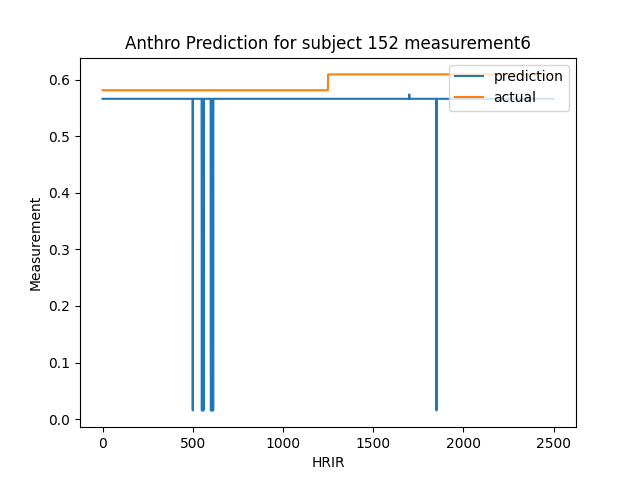 Anthro Prediction for subject 152 measurement6
prediction
actual
Measurement
0.6
0.5
0.4
0.3
0.2
0.1
0.0
0 500 1000 1500 2000 2500
HRIR